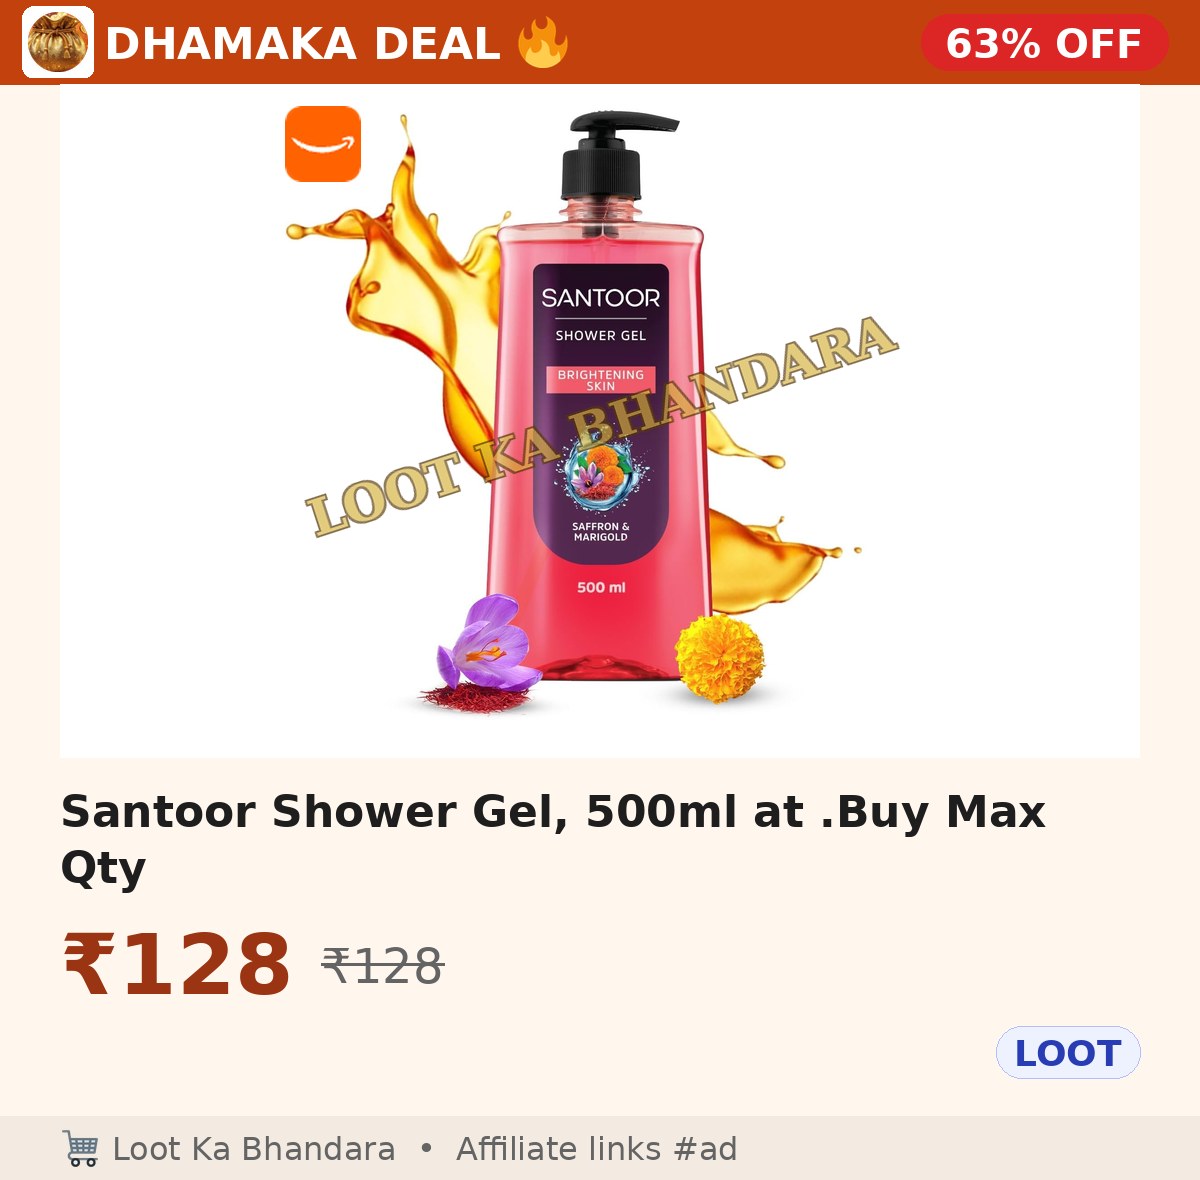 DHAMAKA DEAL 🔥
63% OFF
SANTOOR
SHOWER GEL
BRIGHTENING
SKIN
LOOT KA BHANDARA
SAFFRON &
MARIGOLD
500 ml
Santoor Shower Gel, 500ml at .Buy Max
Qty
₹128 ₹128
LOOT
🛒 Loot Ka Bhandara • Affiliate links #ad